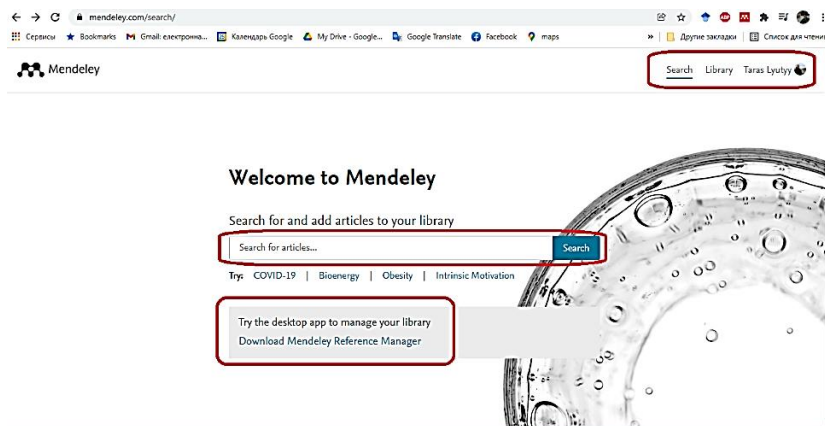 mendeley.com/search/
Сервисы Bookmarks Gmail: електронна... Календарь Google My Drive - Google... Google Translate Facebook maps » Другие закладки Список для чтения
Mendeley Search Library Taras Lyutyy
Welcome to Mendeley
Search for and add articles to your library
Search for articles... Search
Try: COVID-19 | Bioenergy | Obesity | Intrinsic Motivation
Try the desktop app to manage your library
Download Mendeley Reference Manager